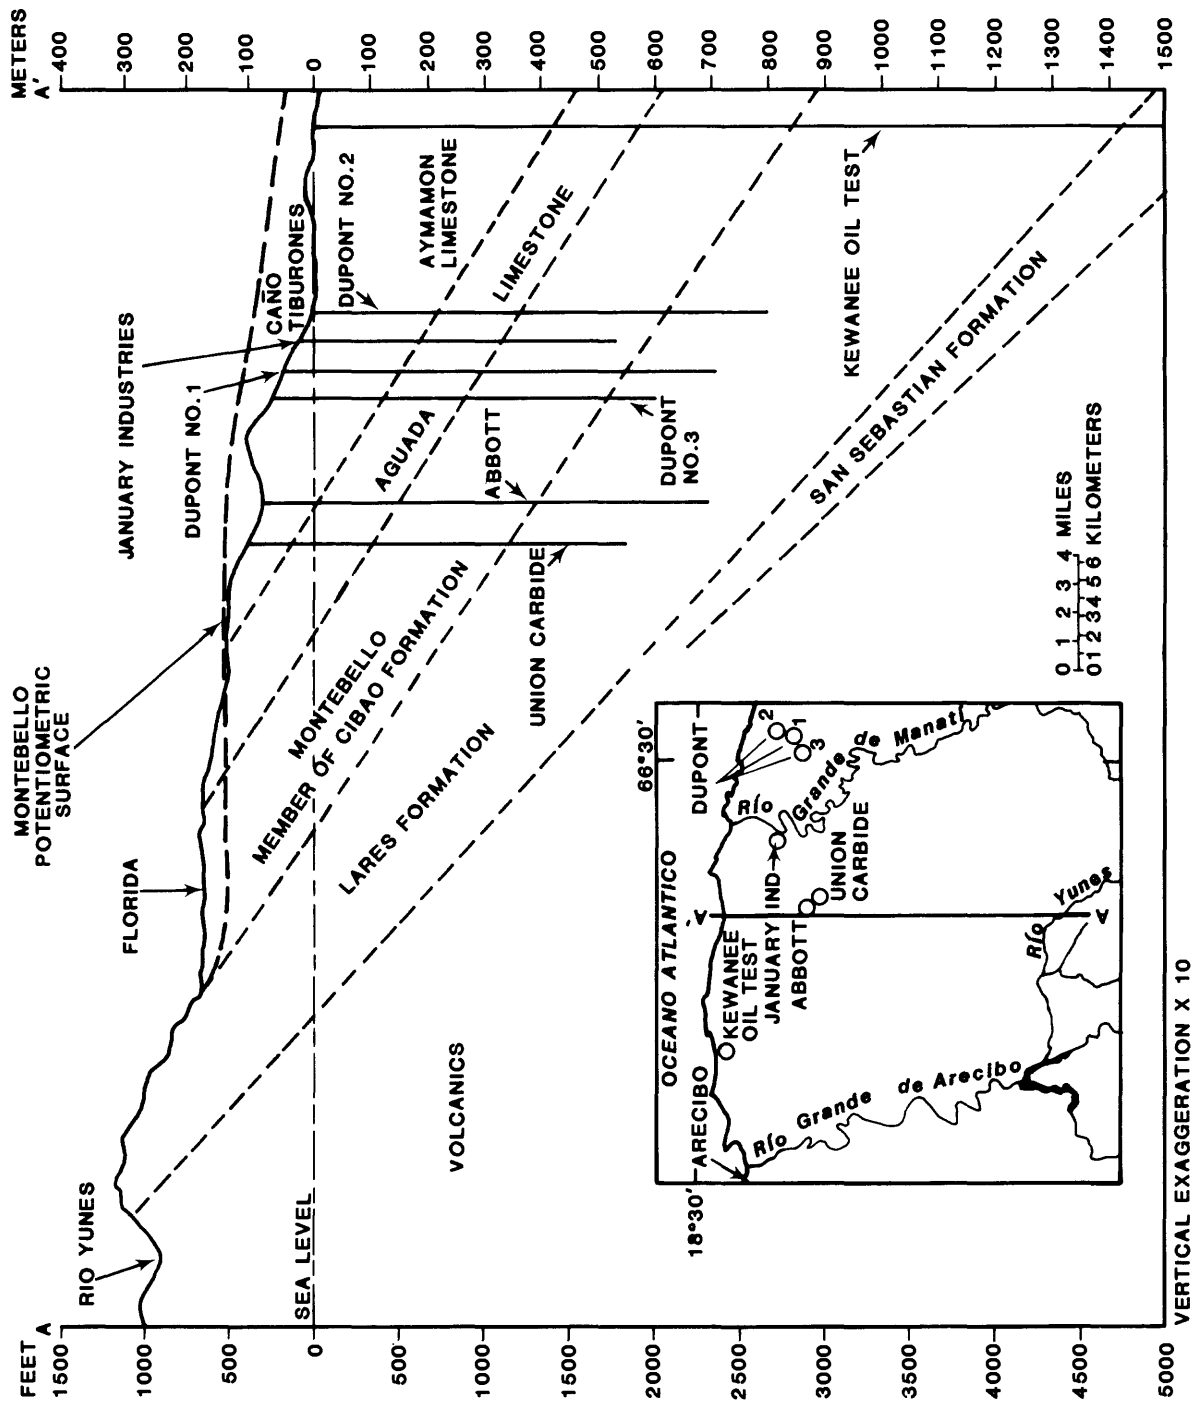 METERS
A'
400
300
200
100
0
100
200
300
400
500
600
700
800
900
1000
1100
1200
1300
1400
1500
FEET
A
1500
1000
500
0
500
1000
1500
2000
2500
3000
3500
4000
4500
5000
RIO YUNES
FLORIDA
MONTEBELLO
POTENTIOMETRIC
SURFACE
DUPONT NO.1
JANUARY INDUSTRIES
CAÑO
TIBURONES
DUPONT NO.2
AYMAMON
LIMESTONE
SEA LEVEL
AGUADA
LIMESTONE
ABBOTT
DUPONT
NO.3
UNION CARBIDE
KEWANEE OIL TEST
MONTEBELLO
MEMBER OF CIBAO FORMATION
LARES FORMATION
SAN SEBASTIAN FORMATION
VOLCANICS
0 1 2 3 4 MILES
0 1 2 3 4 5 6 KILOMETERS
66°30'
18°30'
OCEANO ATLANTICO
ARECIBO
KEWANEE
OIL TEST
JANUARY IND
ABBOTT
UNION
CARBIDE
DUPONT
2
1
3
Río Grande de Manatí
Río Grande de Arecibo
Río Yunes
A'
A
VERTICAL EXAGGERATION X 10